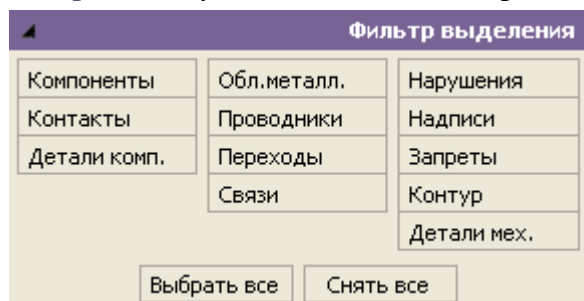 Фильтр выделения
Компоненты Обл.металл. Нарушения
Контакты Проводники Надписи
Детали комп. Переходы Запреты
Связи Контур
Детали мех.
Выбрать все Снять все